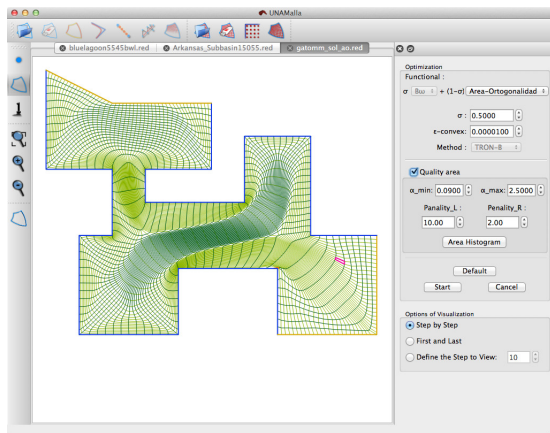 UNAMalla
bluelagoon5545bwl.red
Arkansas_Subbasin15055.red
gatomm_sol_ao.red
Optimization
Functional :
σ Bω + (1-σ) Area-Ortogonalidad
σ : 0.5000
ε-convex: 0.0000100
Method : TRON-B
Quality area
α_min: 0.0900 α_max: 2.5000
Panality_L : Penality_R :
10.00 2.00
Area Histogram
Default
Start Cancel
Options of Visualization
Step by Step
First and Last
Define the Step to View: 10